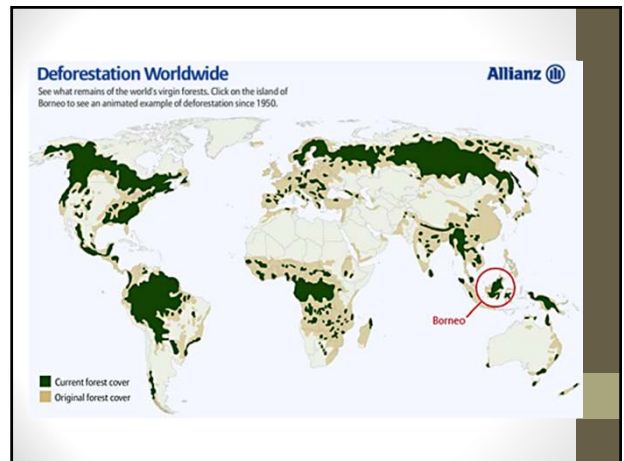 Deforestation Worldwide
Allianz
See what remains of the world's virgin forests. Click on the island of
Borneo to see an animated example of deforestation since 1950.
Borneo
Current forest cover
Original forest cover